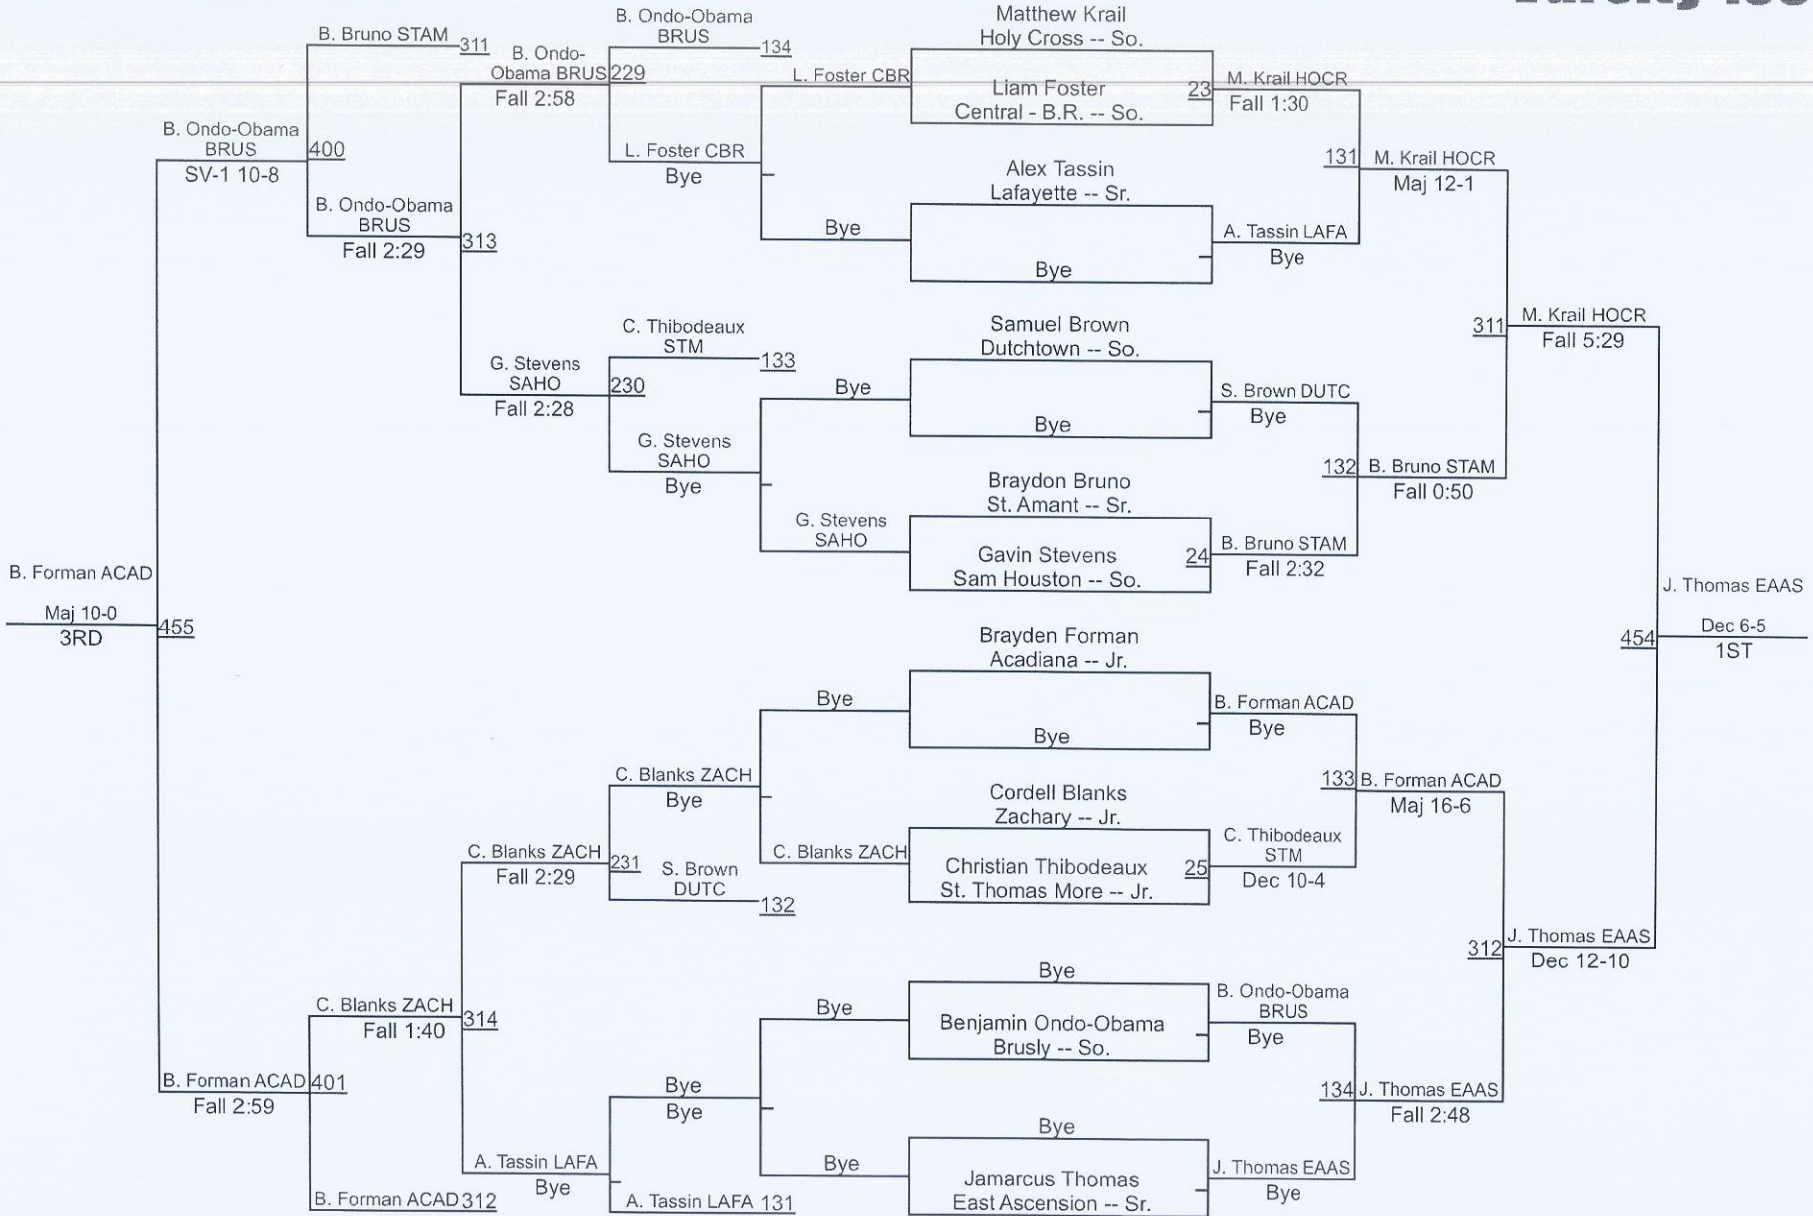 B. Bruno STAM
311
B. Ondo-Obama
BRUS
400
SV-1 10-8
B. Ondo-Obama
BRUS
Fall 2:29
313
B. Ondo-
Obama BRUS
229
Fall 2:58
B. Ondo-Obama
BRUS
134
L. Foster CBR
L. Foster CBR
Bye
Bye
C. Thibodeaux
STM
133
G. Stevens
SAHO
230
Fall 2:28
G. Stevens
SAHO
Bye
Bye
G. Stevens
SAHO
B. Forman ACAD
Maj 10-0
3RD
455
Bye
C. Blanks ZACH
Bye
C. Blanks ZACH
C. Blanks ZACH
231
Fall 2:29
S. Brown
DUTC
132
C. Blanks ZACH
314
Fall 1:40
Bye
Bye
Bye
Bye
B. Forman ACAD
401
Fall 2:59
A. Tassin LAFA
Bye
B. Forman ACAD
312
A. Tassin LAFA
131
Matthew Krail
Holy Cross -- So.
Liam Foster
Central - B.R. -- So.
23
M. Krail HOCR
Fall 1:30
Alex Tassin
Lafayette -- Sr.
Bye
A. Tassin LAFA
Bye
131
M. Krail HOCR
Maj 12-1
Samuel Brown
Dutchtown -- So.
Bye
S. Brown DUTC
Bye
Braydon Bruno
St. Amant -- Sr.
Gavin Stevens
Sam Houston -- So.
24
B. Bruno STAM
Fall 2:32
132
B. Bruno STAM
Fall 0:50
311
M. Krail HOCR
Fall 5:29
Brayden Forman
Acadiana -- Jr.
Bye
B. Forman ACAD
Bye
Cordell Blanks
Zachary -- Jr.
Christian Thibodeaux
St. Thomas More -- Jr.
25
C. Thibodeaux
STM
Dec 10-4
133
B. Forman ACAD
Maj 16-6
Bye
Benjamin Ondo-Obama
Brusly -- So.
B. Ondo-Obama
BRUS
Bye
Bye
Jamarcus Thomas
East Ascension -- Sr.
J. Thomas EAAS
Bye
134
J. Thomas EAAS
Fall 2:48
312
J. Thomas EAAS
Dec 12-10
J. Thomas EAAS
454
Dec 6-5
1ST